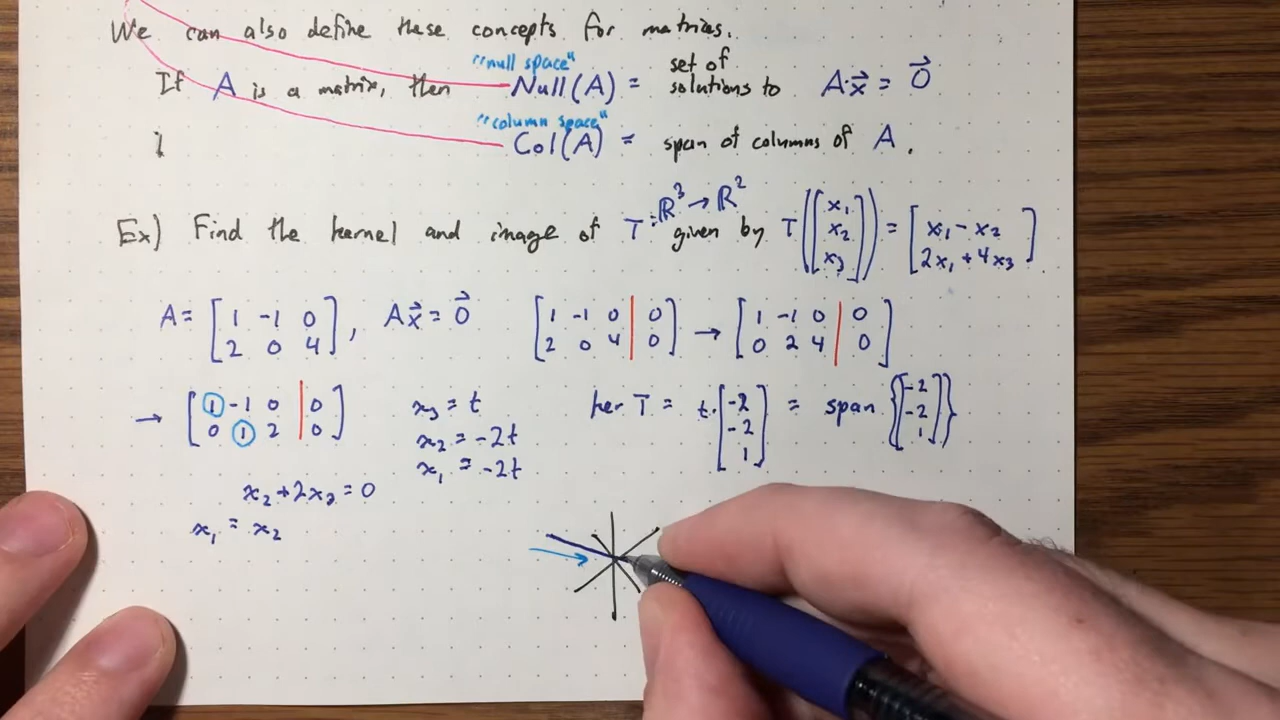 We can also define these concepts for matrices.
"null space"
If A is a matrix, then Null(A) = set of solutions to A·x⃗ = 0⃗
"column space"
Col(A) = span of columns of A.
Ex) Find the kernel and image of T: ℝ³ → ℝ² given by T([x₁ x₂ x₃]) = [x₁ - x₂
2x₁ + 4x₃]
A = [1 -1 0
2 0 4], Ax⃗ = 0⃗
[1 -1 0 | 0
2 0 4 | 0] → [1 -1 0 | 0
0 2 4 | 0]
→ [1 -1 0 | 0
0 1 2 | 0]
x₃ = t
x₂ = -2t
x₁ = -2t
ker T = t·[-2 -2 1] = span {[-2 -2 1]}
x₂ + 2x₃ = 0
x₁ = x₂